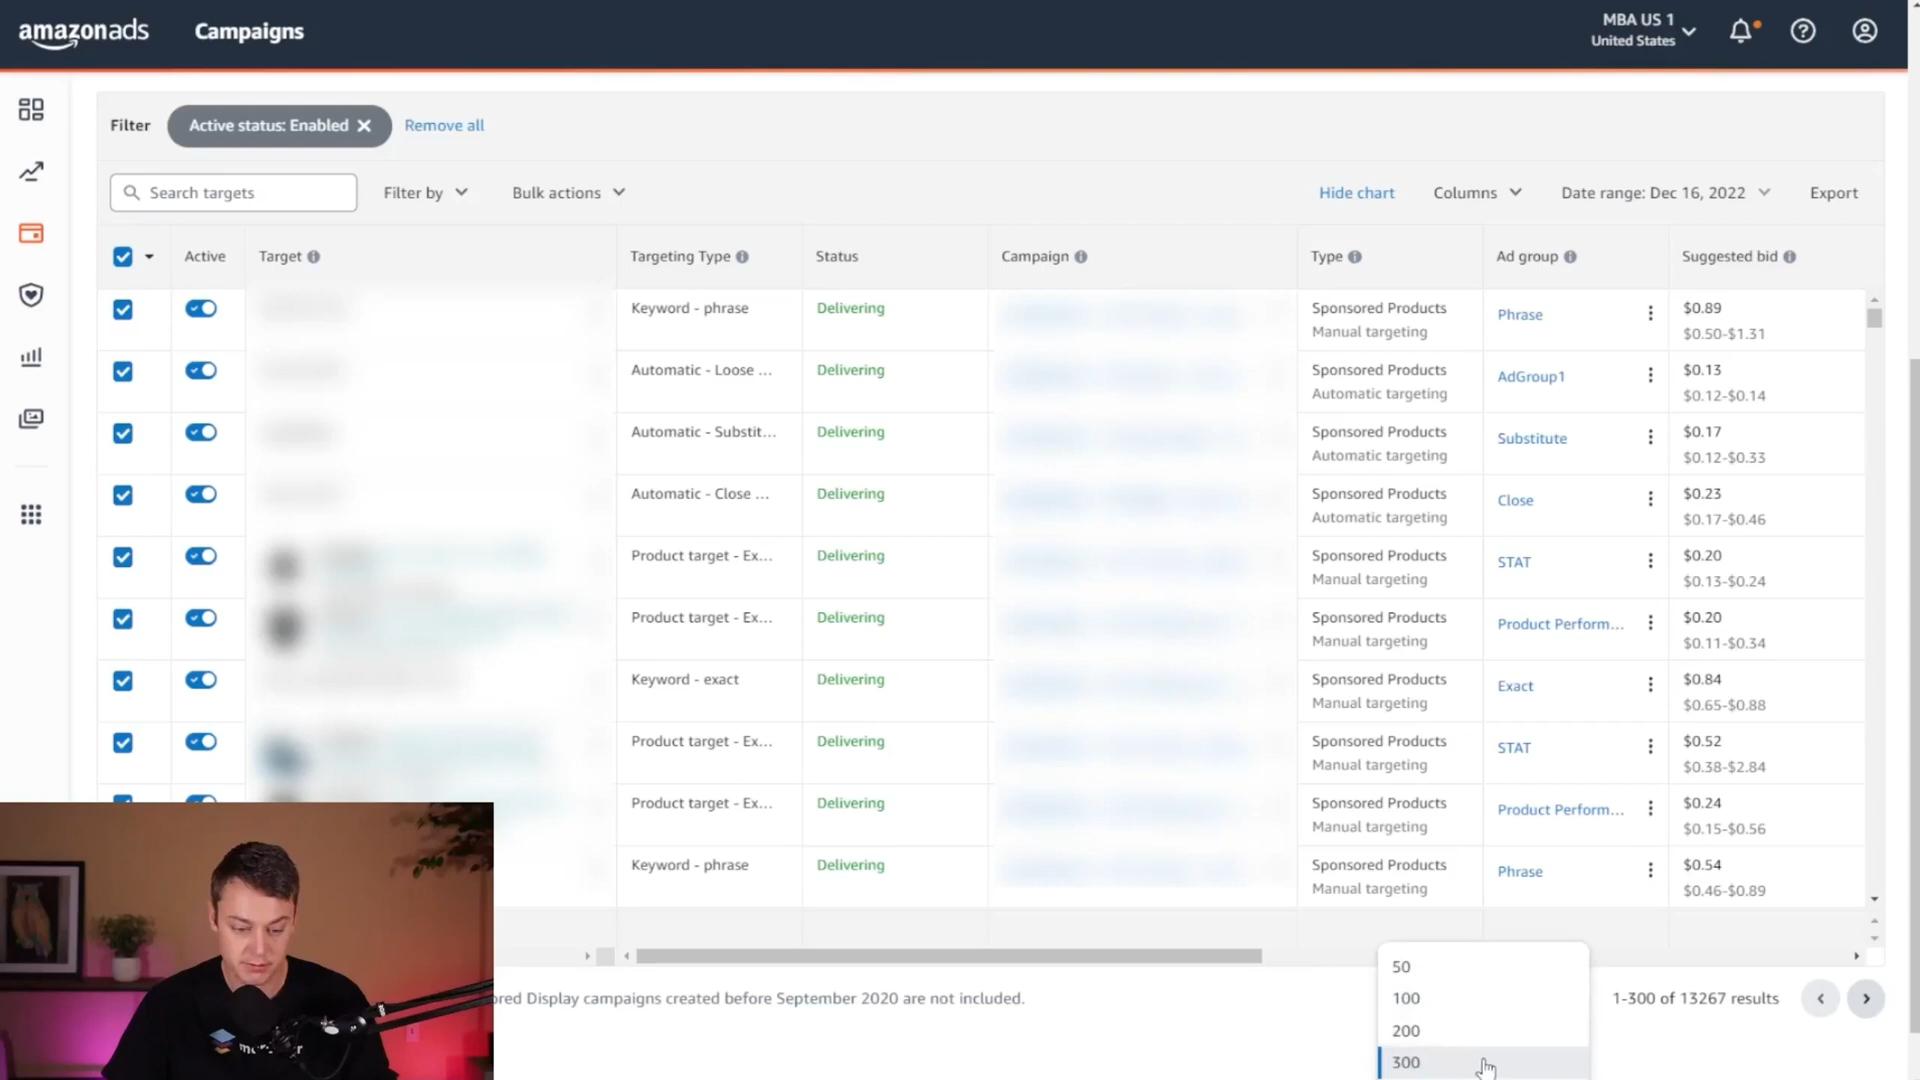 amazonads
Campaigns
MBA US 1
United States
Filter
Active status: Enabled
Remove all
Search targets
Filter by
Bulk actions
Hide chart
Columns
Date range: Dec 16, 2022
Export
Active
Target
Targeting Type
Status
Campaign
Type
Ad group
Suggested bid
Keyword - phrase
Delivering
Sponsored Products
Manual targeting
Phrase
$0.89
$0.50-$1.31
Automatic - Loose ...
Delivering
Sponsored Products
Automatic targeting
AdGroup1
$0.13
$0.12-$0.14
Automatic - Substit...
Delivering
Sponsored Products
Automatic targeting
Substitute
$0.17
$0.12-$0.33
Automatic - Close ...
Delivering
Sponsored Products
Automatic targeting
Close
$0.23
$0.17-$0.46
Product target - Ex...
Delivering
Sponsored Products
Manual targeting
STAT
$0.20
$0.13-$0.24
Product target - Ex...
Delivering
Sponsored Products
Manual targeting
Product Perform...
$0.20
$0.11-$0.34
Keyword - exact
Delivering
Sponsored Products
Manual targeting
Exact
$0.84
$0.65-$0.88
Product target - Ex...
Delivering
Sponsored Products
Manual targeting
STAT
$0.52
$0.38-$2.84
Product target - Ex...
Delivering
Sponsored Products
Manual targeting
Product Perform...
$0.24
$0.15-$0.56
Keyword - phrase
Delivering
Sponsored Products
Manual targeting
Phrase
$0.54
$0.46-$0.89
Display campaigns created before September 2020 are not included.
50
100
200
300
1-300 of 13267 results